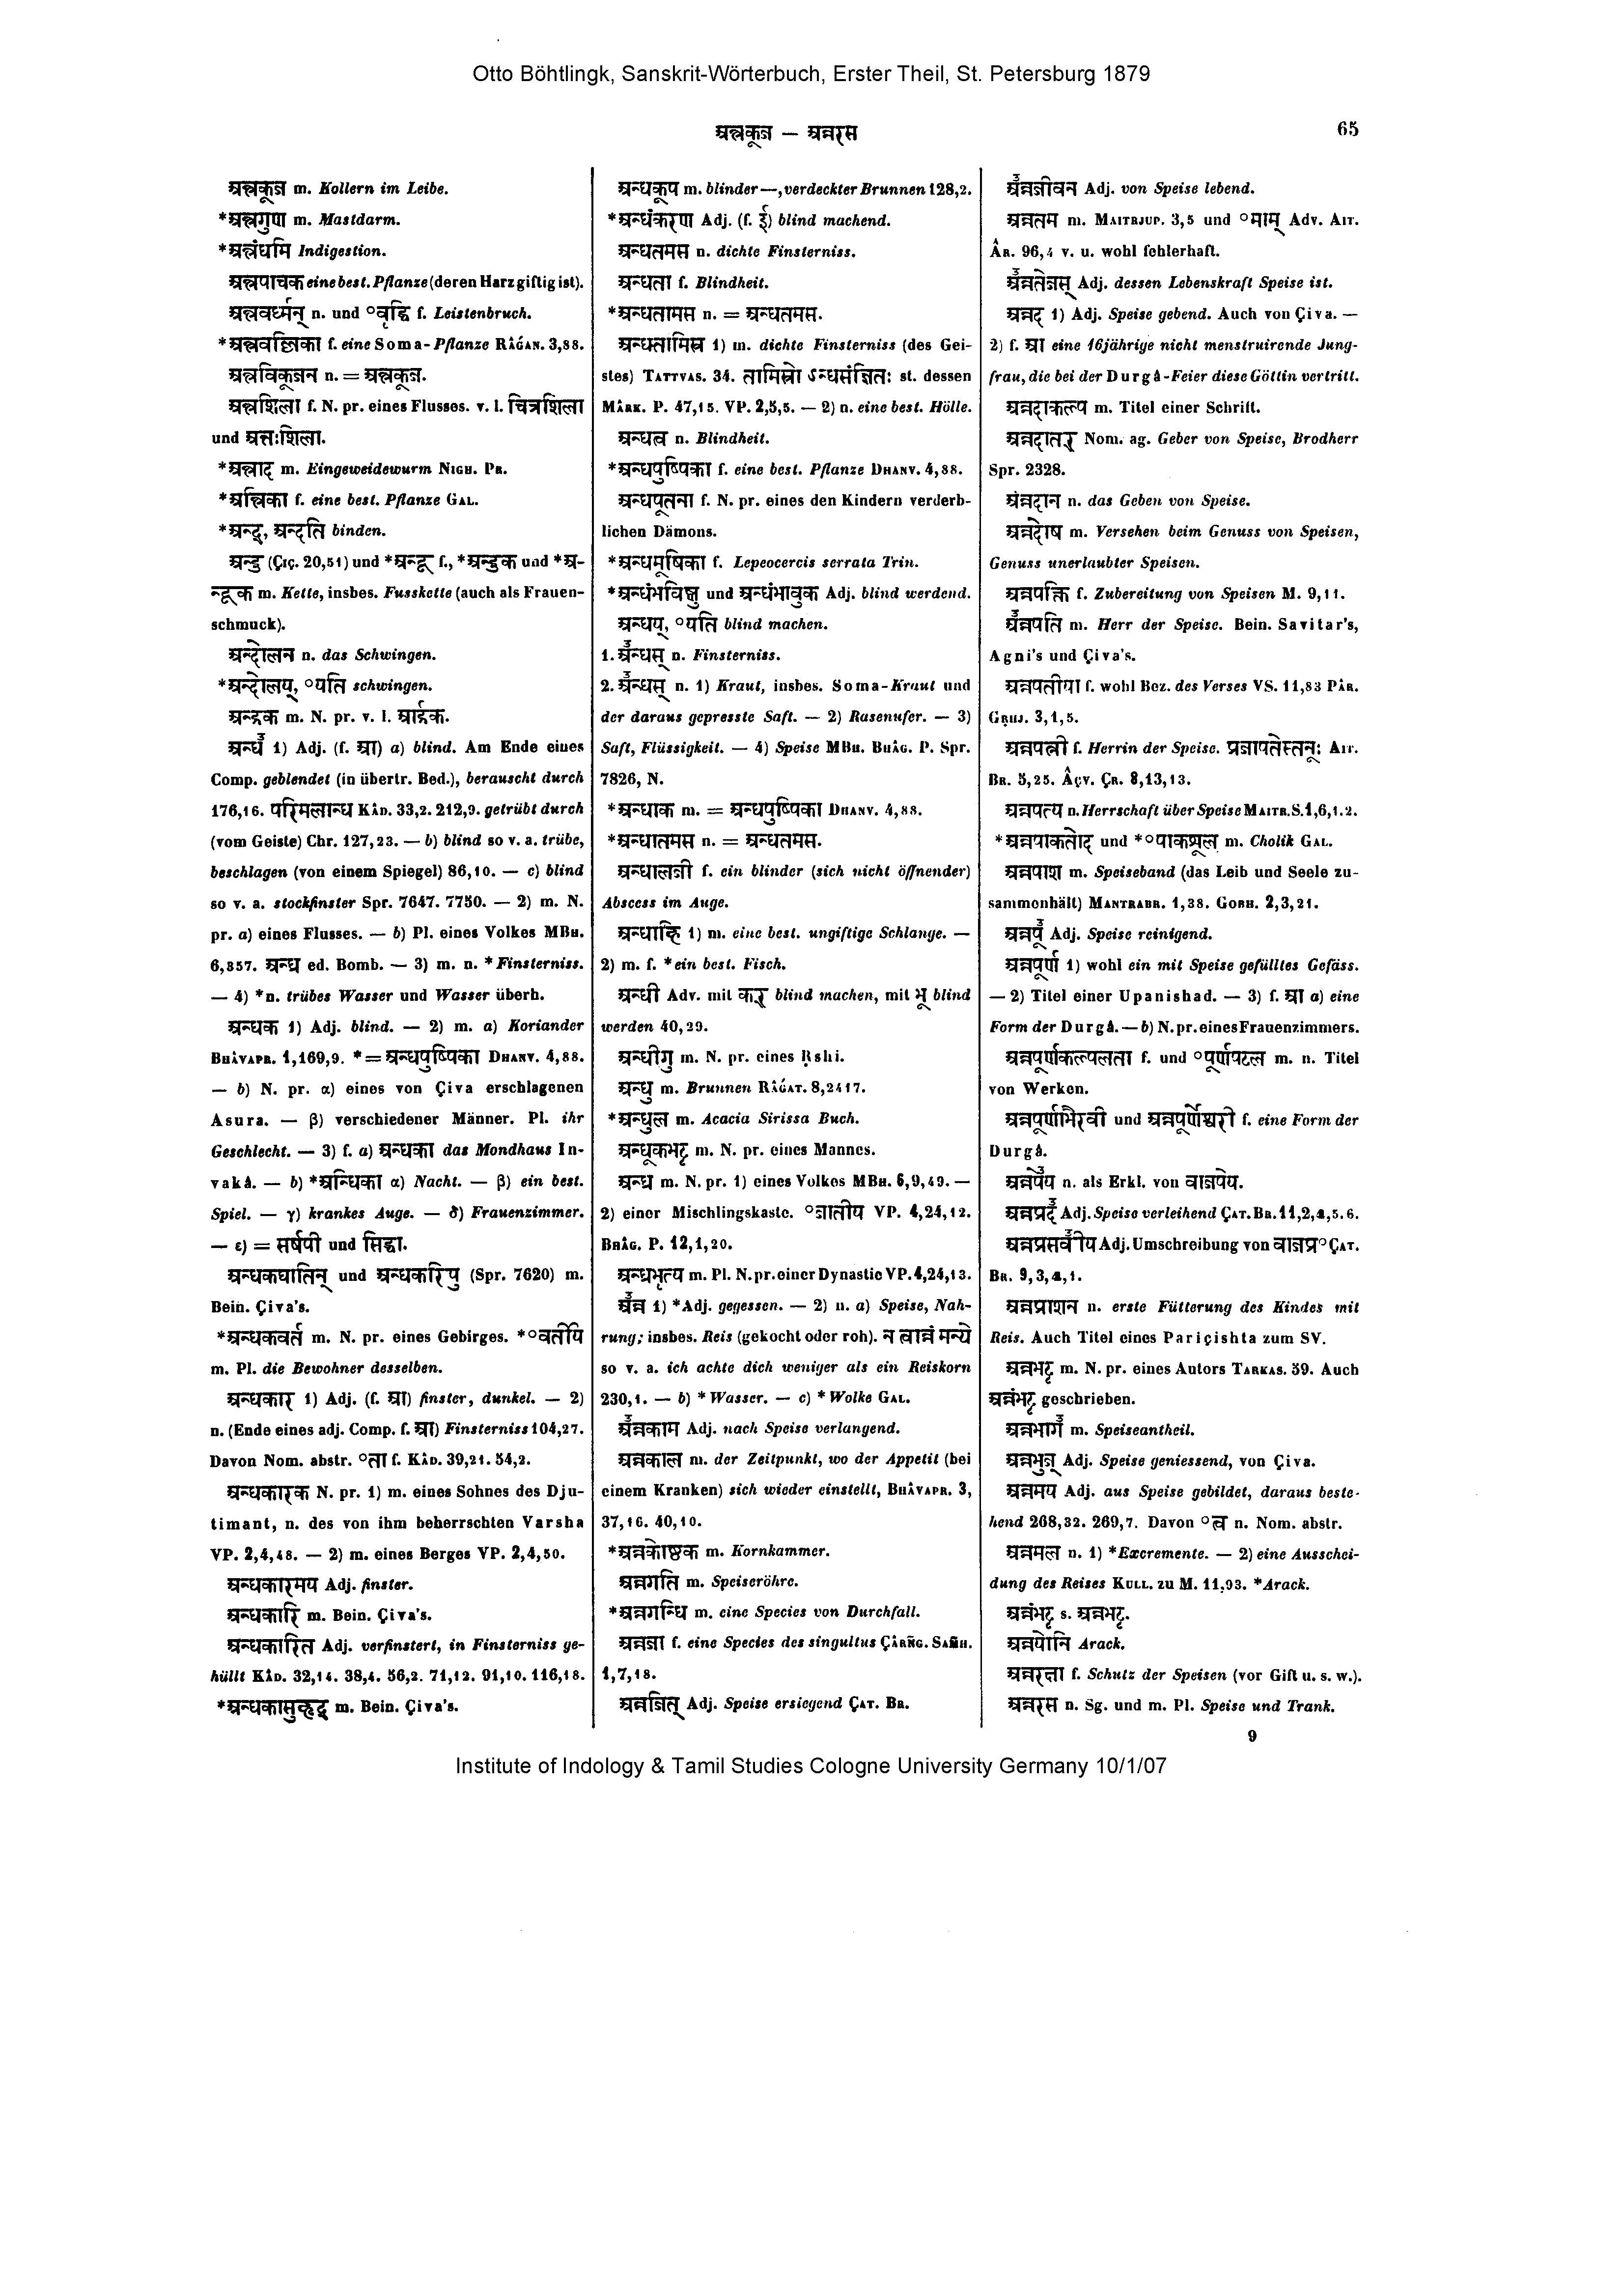 Otto Böhtlingk, Sanskrit-Wörterbuch, Erster Theil, St. Petersburg 1879
अन्त्रकूज — अन्नरस
65
अन्त्रकूज m. Kollern im Leibe.
*अन्त्रगुण m. Mastdarm.
*अन्त्रंधमि Indigestion.
अन्त्रपाचक eine best. Pflanze (deren Harz giftig ist).
अन्त्रवर्ध्मन् n. und °वृद्धि f. Leistenbruch.
*अन्त्रवल्लिका f. eine Soma-Pflanze RÂǴAN. 3,88.
अन्त्रविकूजन n. = अन्त्रकूज.
अन्त्रशिला f. N. pr. eines Flusses. v. l. चित्रशिला
und अन्तःशिला.
*अन्त्राद m. Eingeweidewurm NIGH. PR.
*अन्त्रिका f. eine best. Pflanze GAL.
*अन्द्, अन्दति binden.
अन्दु (ÇIÇ. 20,51) und *अन्दू f., *अन्दुक und *अ-
न्दूक m. Kette, insbes. Fusskette (auch als Frauen-
schmuck).
अन्दोलन n. das Schwingen.
*अन्दोलय्, °यति schwingen.
अन्द्रक m. N. pr. v. l. आर्द्रक.
अन्धँ 1) Adj. (f. आ) a) blind. Am Ende eines
Comp. geblendet (in übertr. Bed.), berauscht durch
176,16. परिमलान्ध KÂD. 33,2. 212,9. getrübt durch
(vom Geiste) Chr. 127,23. — b) blind so v. a. trübe,
beschlagen (von einem Spiegel) 86,10. — c) blind
so v. a. stockfinster Spr. 7647. 7750. — 2) m. N.
pr. a) eines Flusses. — b) Pl. eines Volkes MBH.
6,357. अन्ध्र ed. Bomb. — 3) m. n. *Finsterniss.
— 4) *n. trübes Wasser und Wasser überh.
अन्धक 1) Adj. blind. — 2) m. a) Koriander
BHÂVAPR. 1,169,9. *= अन्धपुष्पिका DHANV. 4,88.
— b) N. pr. α) eines von Çiva erschlagenen
Asura. — β) verschiedener Männer. Pl. ihr
Geschlecht. — 3) f. a) अन्धका das Mondhaus In-
vakâ. — b) *अन्धिका α) Nacht. — β) ein best.
Spiel. — γ) krankes Auge. — δ) Frauenzimmer.
— ε) = सर्षपी und सिद्धा.
अन्धकघातिन् und अन्धकरिपु (Spr. 7620) m.
Bein. Çiva's.
*अन्धकवर्त m. N. pr. eines Gebirges. *°वर्तीय
m. Pl. die Bewohner desselben.
अन्धकार 1) Adj. (f. आ) finster, dunkel. — 2)
n. (Ende eines adj. Comp. f. आ) Finsterniss 104,27.
Davon Nom. abstr. °ता f. KÂD. 39,21. 54,2.
अन्धकारक N. pr. 1) m. eines Sohnes des Dju-
timant, n. des von ihm beherrschten Varsha
VP. 2,4,48. — 2) m. eines Berges VP. 2,4,50.
अन्धकारमय Adj. finster.
अन्धकारि m. Bein. Çiva's.
अन्धकारित Adj. verfinstert, in Finsterniss ge-
hüllt KÂD. 32,14. 38,4. 56,2. 71,12. 91,10. 116,18.
*अन्धकासुहृद् m. Bein. Çiva's.
अन्धकूप m. blinder —, verdeckter Brunnen 128,2.
*अन्धंकरण Adj. (f. ई) blind machend.
अन्धतमस n. dichte Finsterniss.
अन्धता f. Blindheit.
*अन्धतामस n. = अन्धतमस.
अन्धतामिस्र 1) m. dichte Finsterniss (des Gei-
stes) TATTVAS. 34. तामिस्रो ऽन्धसंज्ञितः st. dessen
MÂRK. P. 47,15. VP. 2,5,5. — 2) n. eine best. Hölle.
अन्धत्व n. Blindheit.
*अन्धपुष्पिका f. eine best. Pflanze DHANV. 4,88.
अन्धपूतना f. N. pr. eines den Kindern verderb-
lichen Dämons.
*अन्धमूषिका f. Lepeocercis serrata Trin.
*अन्धंभविष्णु und अन्धंभावुक Adj. blind werdend.
अन्धय्, °यति blind machen.
1. अँन्धस् n. Finsterniss.
2. अँन्धस् n. 1) Kraut, insbes. Soma-Kraut und
der daraus gepresste Saft. — 2) Rasenufer. — 3)
Saft, Flüssigkeit. — 4) Speise MBH. BHÂG. P. Spr.
7826, N.
*अन्धाक m. = अन्धपुष्पिका DHANV. 4,88.
*अन्धातमस n. = अन्धतमस.
अन्धालजी f. ein blinder (sich nicht öffnender)
Abscess im Auge.
अन्धाहि 1) m. eine best. ungiftige Schlange. —
2) m. f. *ein best. Fisch.
अन्धी Adv. mit कर् blind machen, mit भू blind
werden 40,29.
अन्धीगु m. N. pr. eines Ṛshi.
अन्धु m. Brunnen RÂǴAT. 8,2417.
*अन्धुल m. Acacia Sirissa Buch.
अन्धूकभट्ट m. N. pr. eines Mannes.
अन्ध्र m. N. pr. 1) eines Volkes MBH. 6,9,49. —
2) einer Mischlingskaste. °जातीय VP. 4,24,12.
BHÂG. P. 12,1,20.
अन्ध्रभृत्य m. Pl. N. pr. einer Dynastie VP. 4,24,13.
अँन्न 1) *Adj. gegessen. — 2) n. a) Speise, Nah-
rung; insbes. Reis (gekocht oder roh). न त्वान्नं मन्ये
so v. a. ich achte dich weniger als ein Reiskorn
230,1. — b) *Wasser. — c) *Wolke GAL.
अँन्नकाम Adj. nach Speise verlangend.
अन्नकाल m. der Zeitpunkt, wo der Appetit (bei
einem Kranken) sich wieder einstellt, BHÂVAPR. 3,
37,16. 40,10.
*अन्नकोष्ठक m. Kornkammer.
अन्नगति m. Speiseröhre.
*अन्नगन्धि m. eine Species von Durchfall.
अन्नजा f. eine Species des singultus ÇÂRÑG. SAṂH.
1,7,18.
अन्नजित् Adj. Speise ersiegend ÇAT. BR.
अँन्नजीवन Adj. von Speise lebend.
अन्नतम m. MAITRJUP. 3,5 und °माम् Adv. AIT.
ÂR. 96,4 v. u. wohl fehlerhaft.
अँन्नतेजस् Adj. dessen Lebenskraft Speise ist.
अन्नद 1) Adj. Speise gebend. Auch von Çiva. —
2) f. आ eine 16jährige nicht menstruirende Jung-
frau, die bei der Durgâ-Feier diese Göttin vertritt.
अन्नदाकल्प m. Titel einer Schrift.
अन्नदातर् Nom. ag. Geber von Speise, Brodherr
Spr. 2328.
अन्नदान n. das Geben von Speise.
अन्नदोष m. Versehen beim Genuss von Speisen,
Genuss unerlaubter Speisen.
अन्नपक्ति f. Zubereitung von Speisen M. 9,11.
अँन्नपति m. Herr der Speise. Bein. Savitar's,
Agni's und Çiva's.
अन्नपतीया f. wohl Bez. des Verses VS. 11,83 PÂR.
GṚHJ. 3,1,5.
अन्नपत्नी f. Herrin der Speise. प्रजापतेस्तनूः AIT.
BR. 5,25. ÂÇV. ÇR. 8,13,13.
अन्नपत्य n. Herrschaft über Speise MAITR. S. 1,6,1.2.
*अन्नपाकतोद und *°पाकशूल m. Cholik GAL.
अन्नपाश m. Speiseband (das Leib und Seele zu-
sammenhält) MANTRABR. 1,38. GOBH. 2,3,21.
अन्नपूँ Adj. Speise reinigend.
अन्नपूर्ण 1) wohl ein mit Speise gefülltes Gefäss.
— 2) Titel einer Upanishad. — 3) f. आ a) eine
Form der Durgâ. — b) N. pr. eines Frauenzimmers.
अन्नपूर्णकल्पलता f. und °पूर्णपटल m. n. Titel
von Werken.
अन्नपूर्णाभैरवी und अन्नपूर्णेश्वरी f. eine Form der
Durgâ.
अन्नपेँय n. als Erkl. von वाजपेय.
अन्नप्रदँ Adj. Speise verleihend ÇAT. BR. 11,2,4,5.6.
अन्नप्रसवीँय Adj. Umschreibung von वाजप्र° ÇAT.
BR. 9,3,4,1.
अन्नप्राशन n. erste Fütterung des Kindes mit
Reis. Auch Titel eines Pariçishta zum SV.
अन्नभट्ट m. N. pr. eines Autors TARKAS. 59. Auch
अन्नंभट्ट geschrieben.
अन्नभागँ m. Speiseantheil.
अन्नभुज् Adj. Speise geniessend, von Çiva.
अन्नमय Adj. aus Speise gebildet, daraus beste-
hend 268,32. 269,7. Davon °त्व n. Nom. abstr.
अन्नमल n. 1) *Excremente. — 2) eine Ausschei-
dung des Reises KULL. zu M. 11,93. *Arack.
अन्नंभट्ट s. अन्नभट्ट.
अन्नयोनि Arack.
अन्नरक्षा f. Schutz der Speisen (vor Gift u. s. w.).
अन्नरस n. Sg. und m. Pl. Speise und Trank.
9
Institute of Indology & Tamil Studies Cologne University Germany 10/1/07